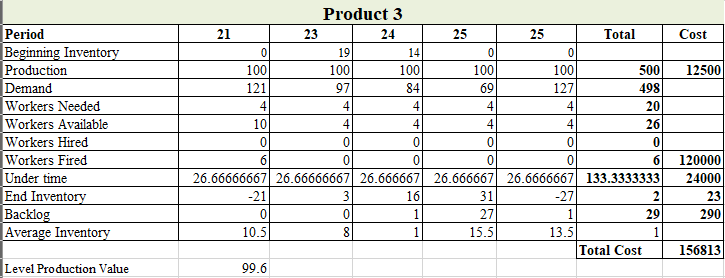 Product 3
Period 21 23 24 25 25 Total Cost
Beginning Inventory 0 19 14 0 0
Production 100 100 100 100 100 500 12500
Demand 121 97 84 69 127 498
Workers Needed 4 4 4 4 4 20
Workers Available 10 4 4 4 4 26
Workers Hired 0 0 0 0 0 0
Workers Fired 6 0 0 0 0 6 120000
Under time 26.66666667 26.66666667 26.666667 26.666667 26.6666667 133.3333333 24000
End Inventory -21 3 16 31 -27 2 23
Backlog 0 0 1 27 1 29 290
Average Inventory 10.5 8 1 15.5 13.5 1
Total Cost 156813
Level Production Value 99.6